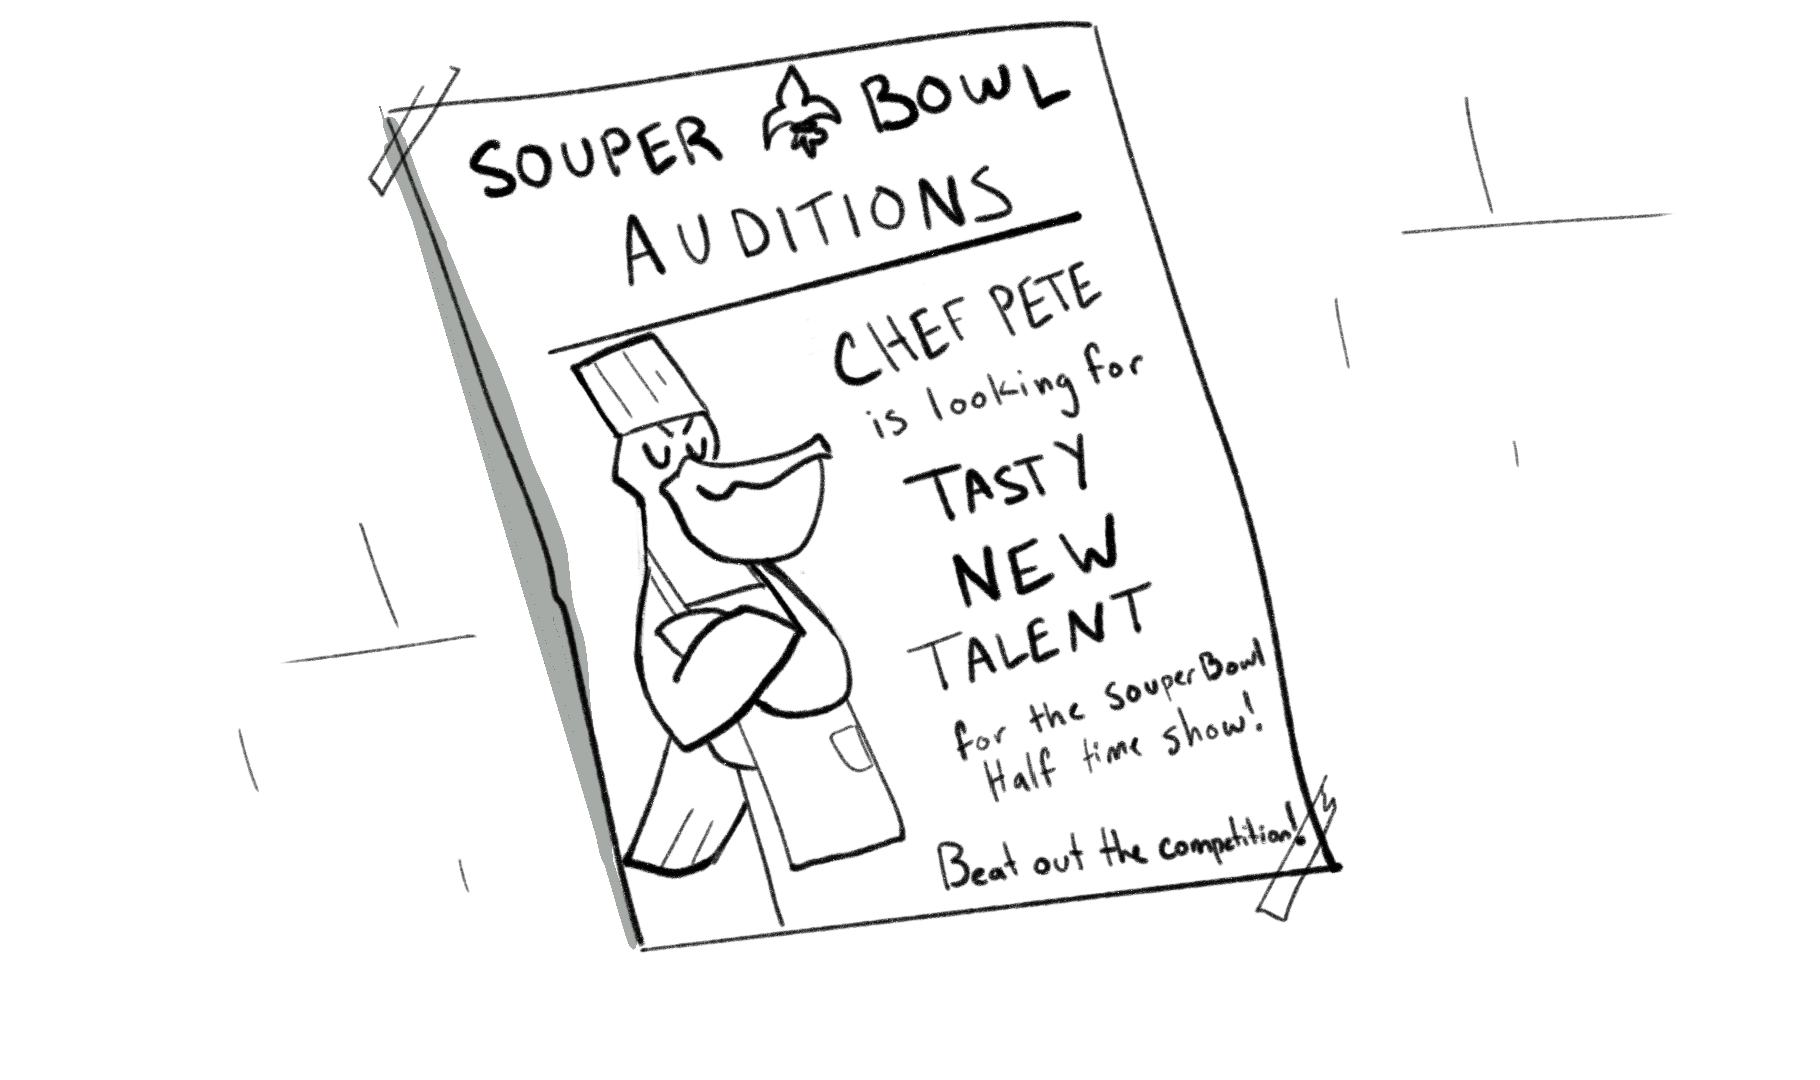 SOUPER BOWL
AUDITIONS
CHEF PETE
is looking for
TASTY
NEW
TALENT
for the souper Bowl
Half time show!
Beat out the competition!